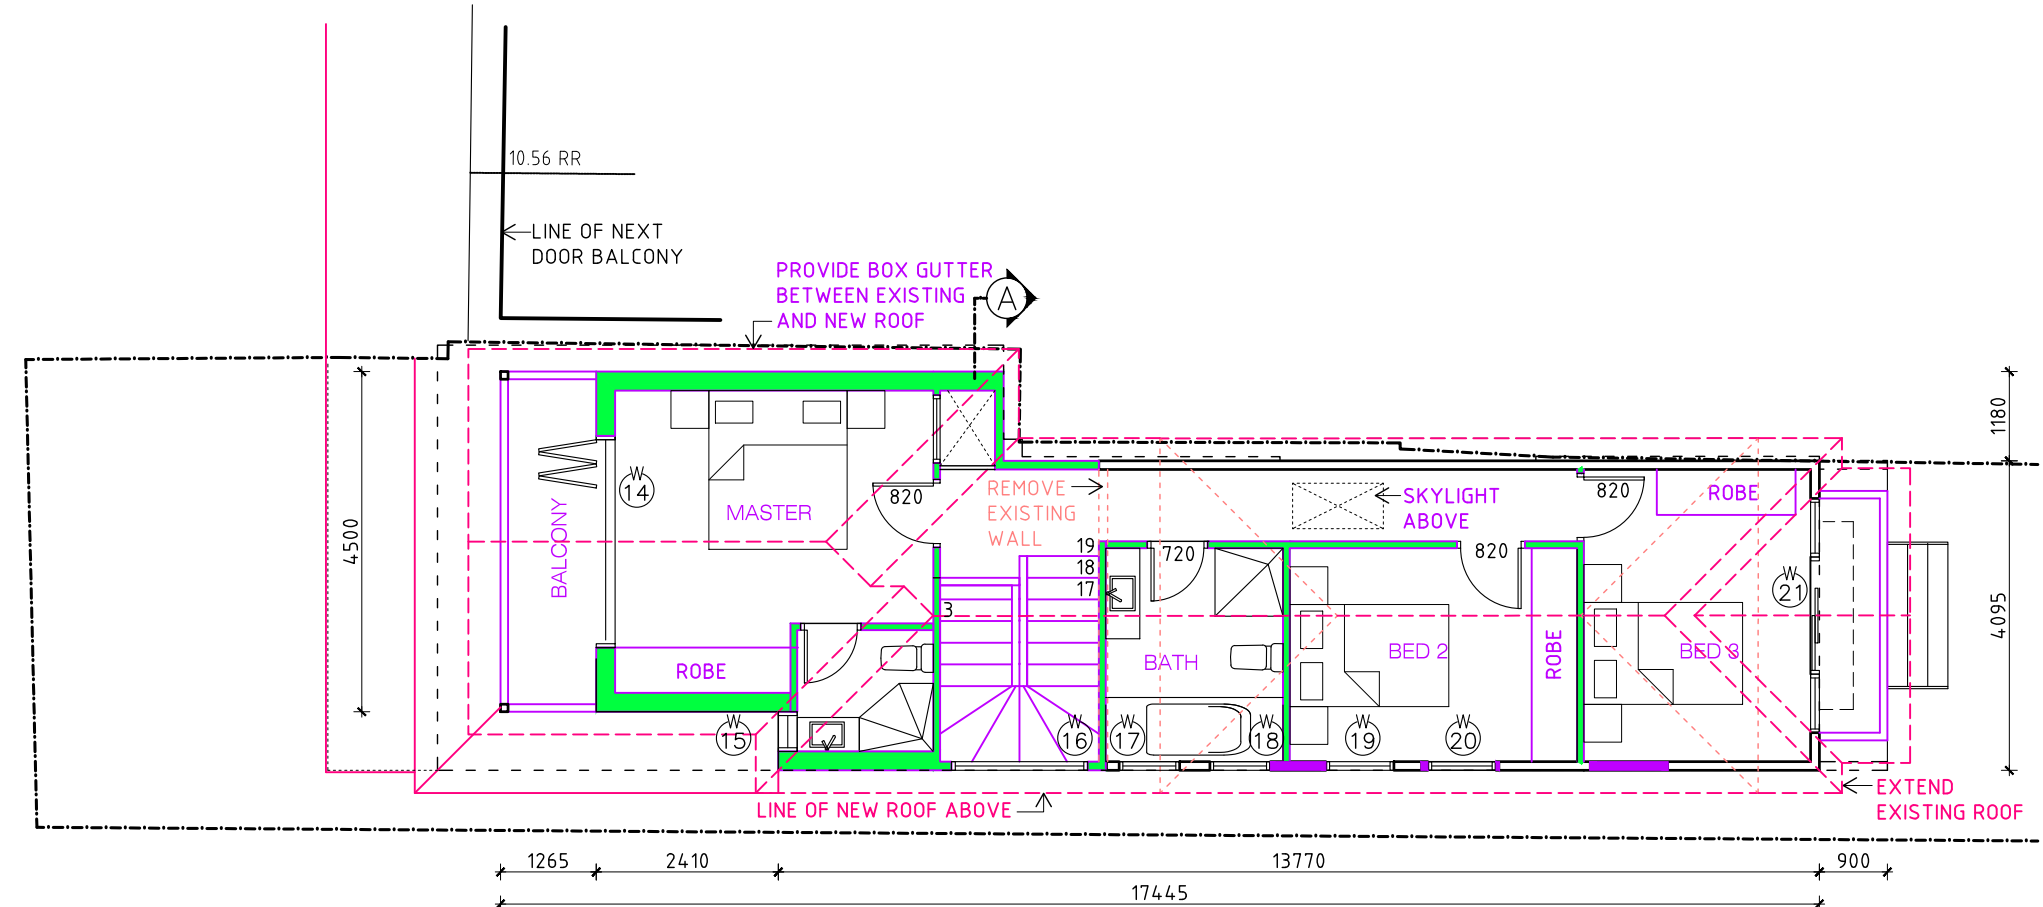 10.56 RR
LINE OF NEXT
DOOR BALCONY
PROVIDE BOX GUTTER
BETWEEN EXISTING
AND NEW ROOF
A
1180
4500
4095
BALCONY
W
14
MASTER
820
REMOVE
EXISTING
WALL
SKYLIGHT
ABOVE
820
ROBE
19
18
17
3
720
820
W
21
ROBE
BATH
BED 2
ROBE
BED 3
W
15
W
16
W
17
W
18
W
19
W
20
LINE OF NEW ROOF ABOVE
EXTEND
EXISTING ROOF
1265
2410
13770
900
17445